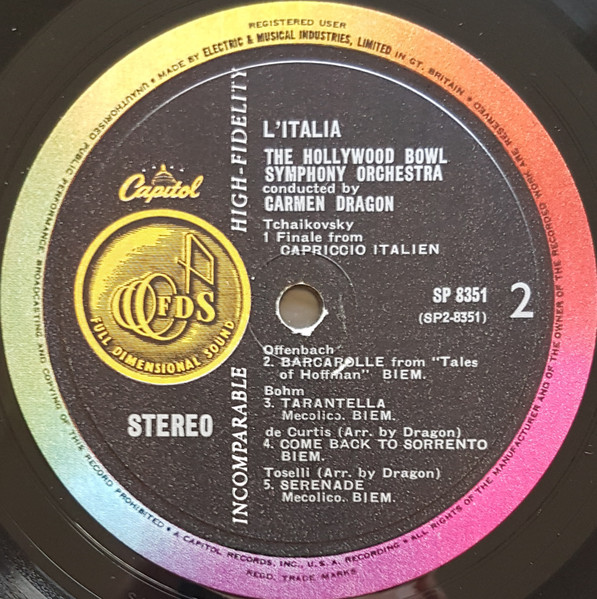 REGISTERED USER
• MADE BY ELECTRIC & MUSICAL INDUSTRIES, LIMITED IN GT. BRITAIN •
ALL RIGHTS OF THE MANUFACTURER AND OF THE OWNER OF THE RECORDED WORK ARE RESERVED
UNAUTHORISED PUBLIC PERFORMANCE, BROADCASTING AND COPYING OF THIS RECORD PROHIBITED •
A CAPITOL RECORDS, INC., U.S.A. RECORDING •
REGD. TRADE MARKS
Capitol
FDS
FULL DIMENSIONAL SOUND
STEREO
INCOMPARABLE HIGH-FIDELITY
L'ITALIA
THE HOLLYWOOD BOWL
SYMPHONY ORCHESTRA
conducted by
CARMEN DRAGON
Tchaikovsky
1 Finale from
CAPRICCIO ITALIEN
SP 8351
(SP2-8351)
2
Offenbach
2. BARCAROLLE from "Tales
of Hoffman" BIEM.
Bohm
3. TARANTELLA
Mecolico. BIEM.
de Curtis (Arr. by Dragon)
4. COME BACK TO SORRENTO
BIEM.
Toselli (Arr. by Dragon)
5. SERENADE
Mecolico. BIEM.